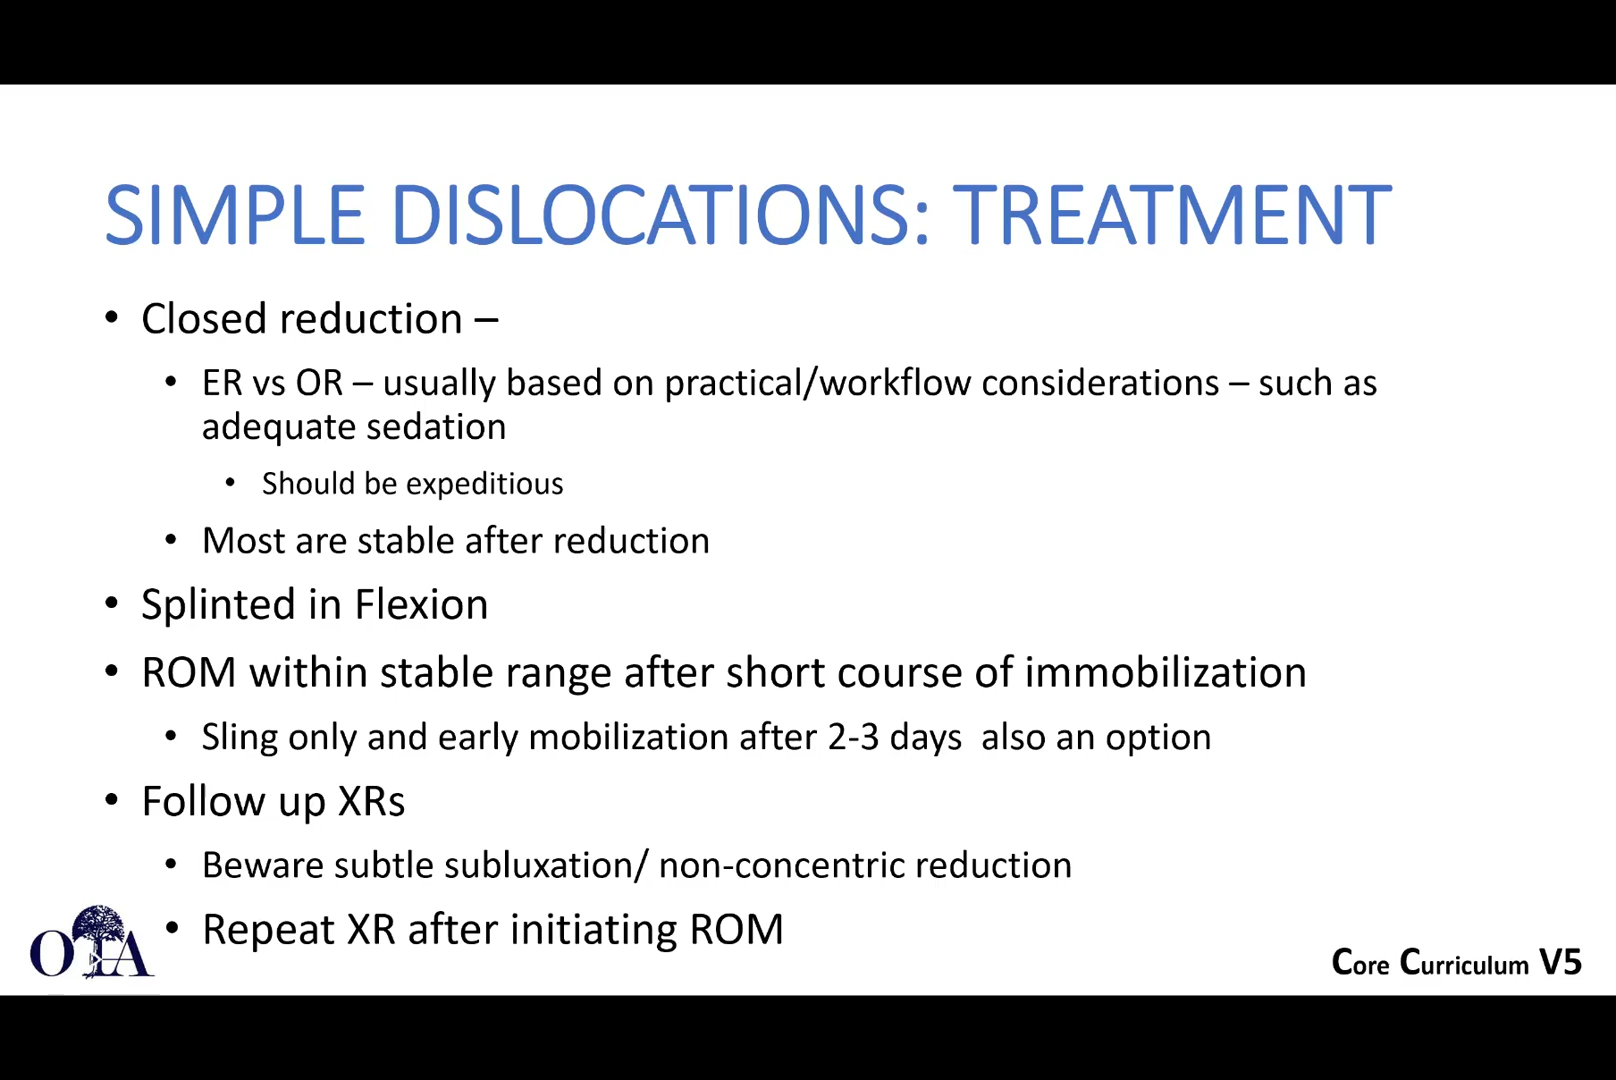 SIMPLE DISLOCATIONS: TREATMENT
• Closed reduction –
• ER vs OR – usually based on practical/workflow considerations – such as
adequate sedation
• Should be expeditious
• Most are stable after reduction
• Splinted in Flexion
• ROM within stable range after short course of immobilization
• Sling only and early mobilization after 2-3 days  also an option
• Follow up XRs
• Beware subtle subluxation/ non-concentric reduction
• Repeat XR after initiating ROM
OTA
Core Curriculum V5